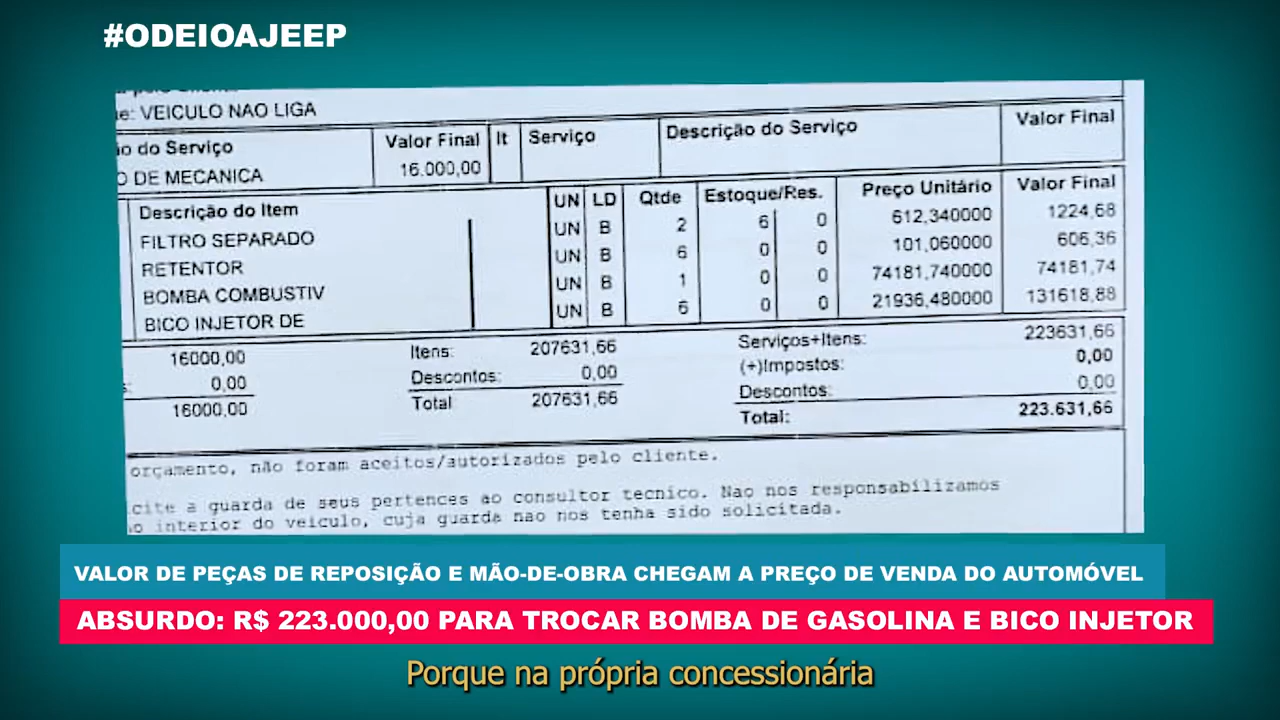 #ODEIOAJEEP
VEICULO NAO LIGA
do Serviço Valor Final It Serviço Descrição do Serviço Valor Final
DE MECANICA 16.000,00
Descrição do Item UN LD Qtde Estoque/Res. Preço Unitário Valor Final
FILTRO SEPARADO UN B 2 6 0 612,340000 1224,68
RETENTOR UN B 6 0 0 101,060000 606,36
BOMBA COMBUSTIV UN B 1 0 0 74181,740000 74181,74
BICO INJETOR DE UN B 6 0 0 21936,480000 131618,88
16000,00 Itens: 207631,66 Serviços+Itens: 223631,66
0,00 Descontos: 0,00 (+)Impostos: 0,00
16000,00 Total 207631,66 Descontos: 0,00
Total: 223.631,66
orçamento, não foram aceitos/autorizados pelo cliente.
cite a guarda de seus pertences ao consultor tecnico. Nao nos responsabilizamos
o interior do veiculo, cuja guarda nao nos tenha sido solicitada.
VALOR DE PEÇAS DE REPOSIÇÃO E MÃO-DE-OBRA CHEGAM A PREÇO DE VENDA DO AUTOMÓVEL
ABSURDO: R$ 223.000,00 PARA TROCAR BOMBA DE GASOLINA E BICO INJETOR
Porque na própria concessionária